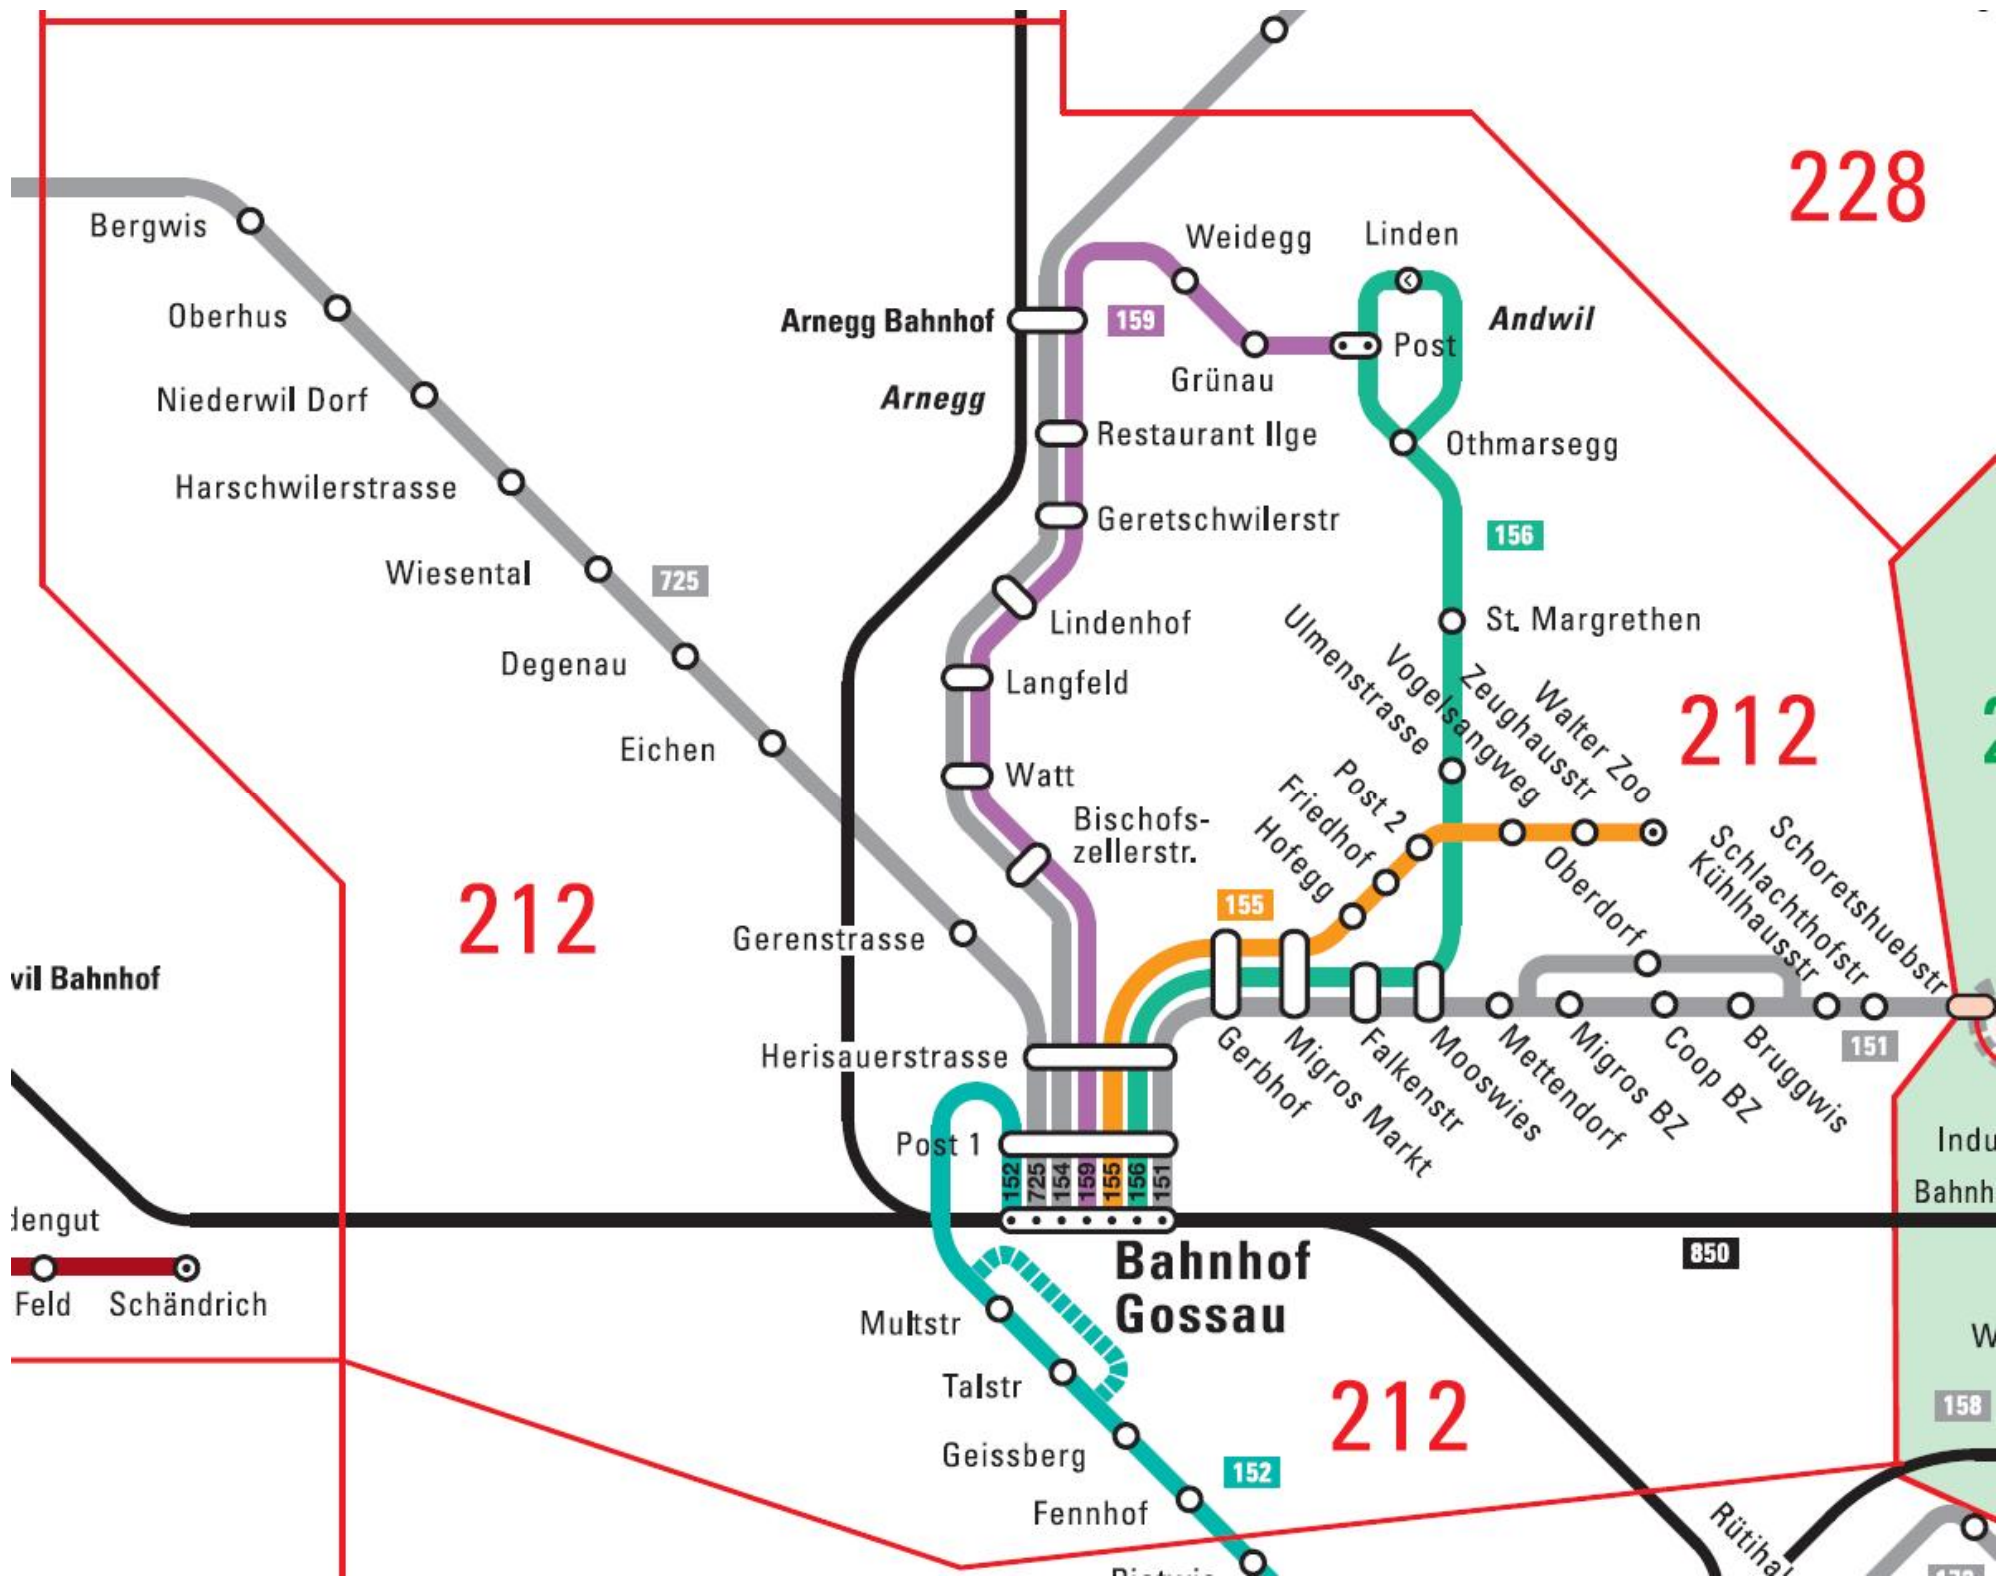 228
Weidegg
Linden
Bergwis
Arnegg Bahnhof
159
Andwil
Oberhus
Post
Grünau
Niederwil Dorf
Arnegg
Restaurant Ilge
Othmarsegg
Harschwilerstrasse
Geretschwilerstr
156
Wiesental
725
Lindenhof
St. Margrethen
Degenau
Langfeld
Ulmenstrasse
Vogelsangweg
Zeughausstr
Walter Zoo
212
Eichen
Watt
Post 2
Friedhof
Hofegg
Bischofs-
zellerstr.
Oberdorf
Schoretshuebstr
Schlachthofstr
Kühlhausstr
212
155
Gerenstrasse
vil Bahnhof
Herisauerstrasse
Gerbhof
Migros Markt
Falkenstr
Mooswies
Mettendorf
Migros BZ
Coop BZ
Bruggwis
151
Post 1
152
725
154
159
155
156
151
Indu
Bahnh
dengut
Bahnhof
Gossau
850
Feld
Schändrich
Multstr
Talstr
212
158
Geissberg
152
Fennhof
Rütihal